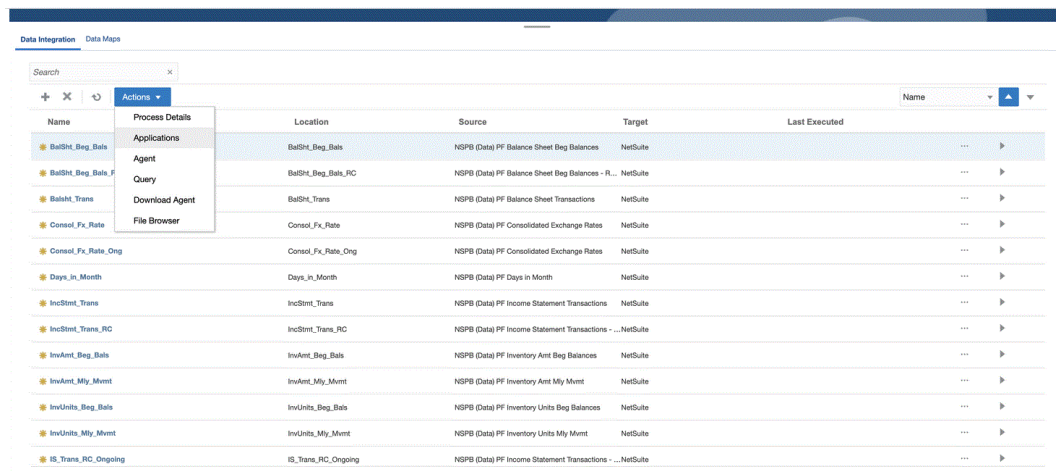 Data Integration Data Maps
Search ×
Actions
Name
Process Details
Applications
Agent
Query
Download Agent
File Browser
Name Location Source Target Last Executed
BalSht_Beg_Bals BalSht_Beg_Bals NSPB (Data) PF Balance Sheet Beg Balances NetSuite ...
BalSht_Beg_Bals_R BalSht_Beg_Bals_RC NSPB (Data) PF Balance Sheet Beg Balances - R... NetSuite ...
Balsht_Trans BalSht_Trans NSPB (Data) PF Balance Sheet Transactions NetSuite ...
Consol_Fx_Rate Consol_Fx_Rate NSPB (Data) PF Consolidated Exchange Rates NetSuite ...
Consol_Fx_Rate_Ong Consol_Fx_Rate_Ong NSPB (Data) PF Consolidated Exchange Rates NetSuite ...
Days_in_Month Days_in_Month NSPB (Data) PF Days in Month NetSuite ...
IncStmt_Trans IncStmt_Trans NSPB (Data) PF Income Statement Transactions NetSuite ...
IncStmt_Trans_RC IncStmt_Trans_RC NSPB (Data) PF Income Statement Transactions - ... NetSuite ...
InvAmt_Beg_Bals InvAmt_Beg_Bals NSPB (Data) PF Inventory Amt Beg Balances NetSuite ...
InvAmt_Mly_Mvmt InvAmt_Mly_Mvmt NSPB (Data) PF Inventory Amt Mly Mvmt NetSuite ...
InvUnits_Beg_Bals InvUnits_Beg_Bals NSPB (Data) PF Inventory Units Beg Balances NetSuite ...
InvUnits_Mly_Mvmt InvUnits_Mly_Mvmt NSPB (Data) PF Inventory Units Mly Mvmt NetSuite ...
IS_Trans_RC_Ongoing IS_Trans_RC_Ongoing NSPB (Data) PF Income Statement Transactions - ... NetSuite ...